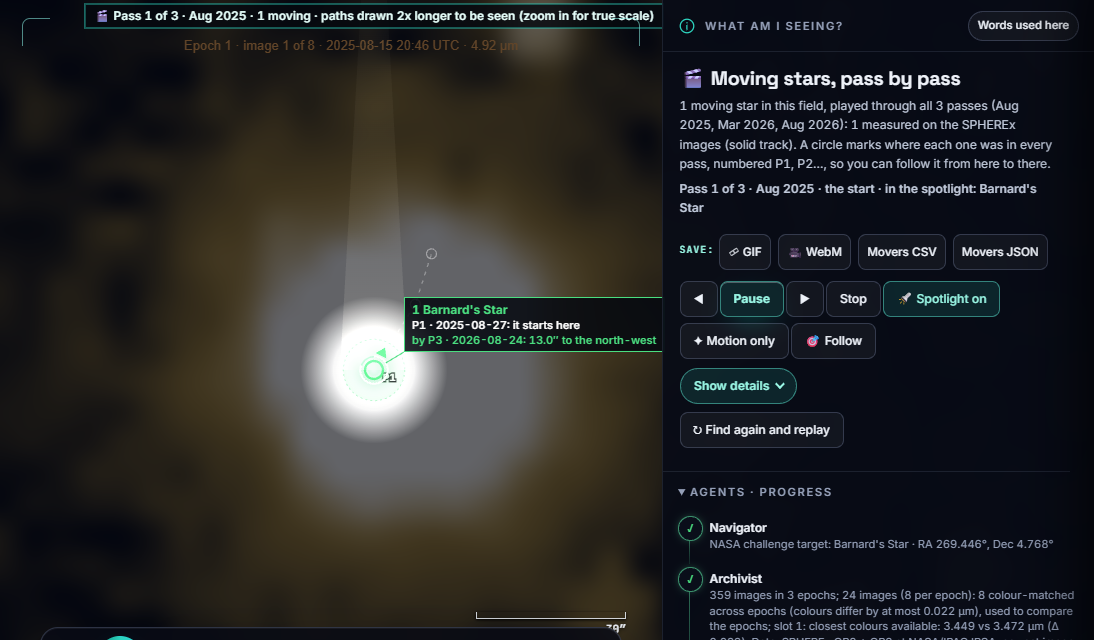 Pass 1 of 3 · Aug 2025 · 1 moving · paths drawn 2x longer to be seen (zoom in for true scale)
Epoch 1 · image 1 of 8 · 2025-08-15 20:46 UTC · 4.92 µm
1 Barnard's Star
P1 · 2025-08-27: it starts here
by P3 · 2026-08-24: 13.0″ to the north-west
WHAT AM I SEEING?
Words used here
Moving stars, pass by pass
1 moving star in this field, played through all 3 passes (Aug
2025, Mar 2026, Aug 2026): 1 measured on the SPHEREx
images (solid track). A circle marks where each one was in every
pass, numbered P1, P2..., so you can follow it from here to there.
Pass 1 of 3 · Aug 2025 · the start · in the spotlight: Barnard's
Star
SAVE:
GIF
WebM
Movers CSV
Movers JSON
Pause
Stop
Spotlight on
Motion only
Follow
Show details
Find again and replay
AGENTS · PROGRESS
Navigator
NASA challenge target: Barnard's Star · RA 269.446°, Dec 4.768°
Archivist
359 images in 3 epochs; 24 images (8 per epoch): 8 colour-matched
across epochs (colours differ by at most 0.022 µm), used to compare
the epochs; slot 1: closest colours available: 3.449 vs 3.472 µm (Δ